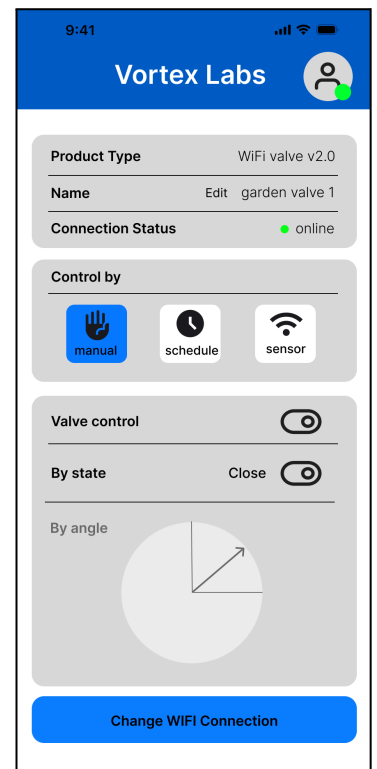 9:41
Vortex Labs
Product Type WiFi valve v2.0
Name Edit garden valve 1
Connection Status online
Control by
manual schedule sensor
Valve control
By state Close
By angle
Change WIFI Connection